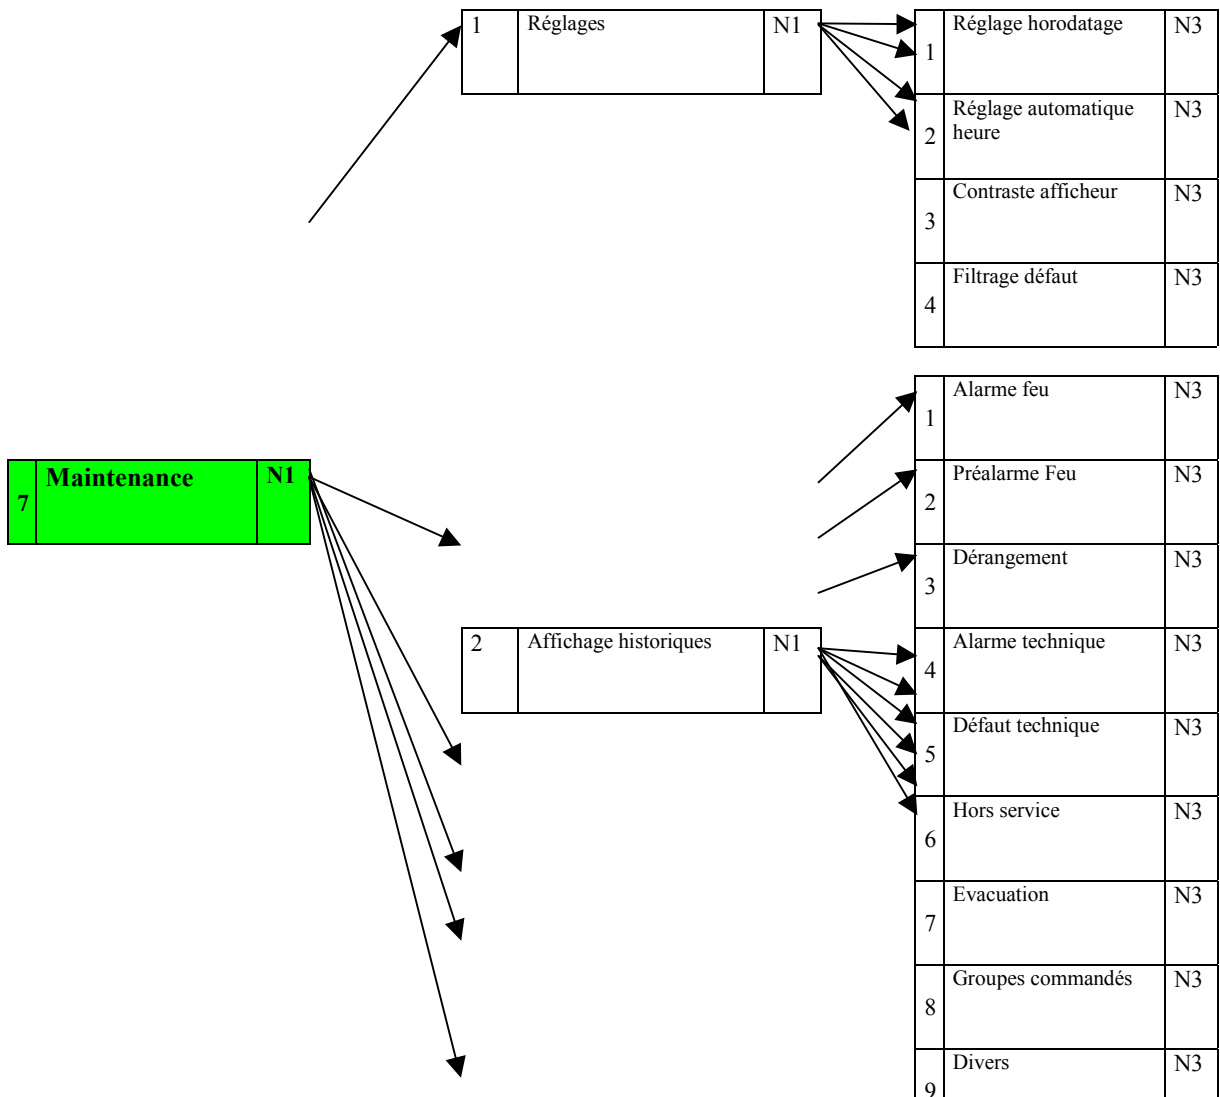 1 Réglages N1
1 Réglage horodatage N3
2 Réglage automatique heure N3
3 Contraste afficheur N3
4 Filtrage défaut N3
7 Maintenance N1
2 Affichage historiques N1
1 Alarme feu N3
2 Préalarme Feu N3
3 Dérangement N3
4 Alarme technique N3
5 Défaut technique N3
6 Hors service N3
7 Evacuation N3
8 Groupes commandés N3
9 Divers N3